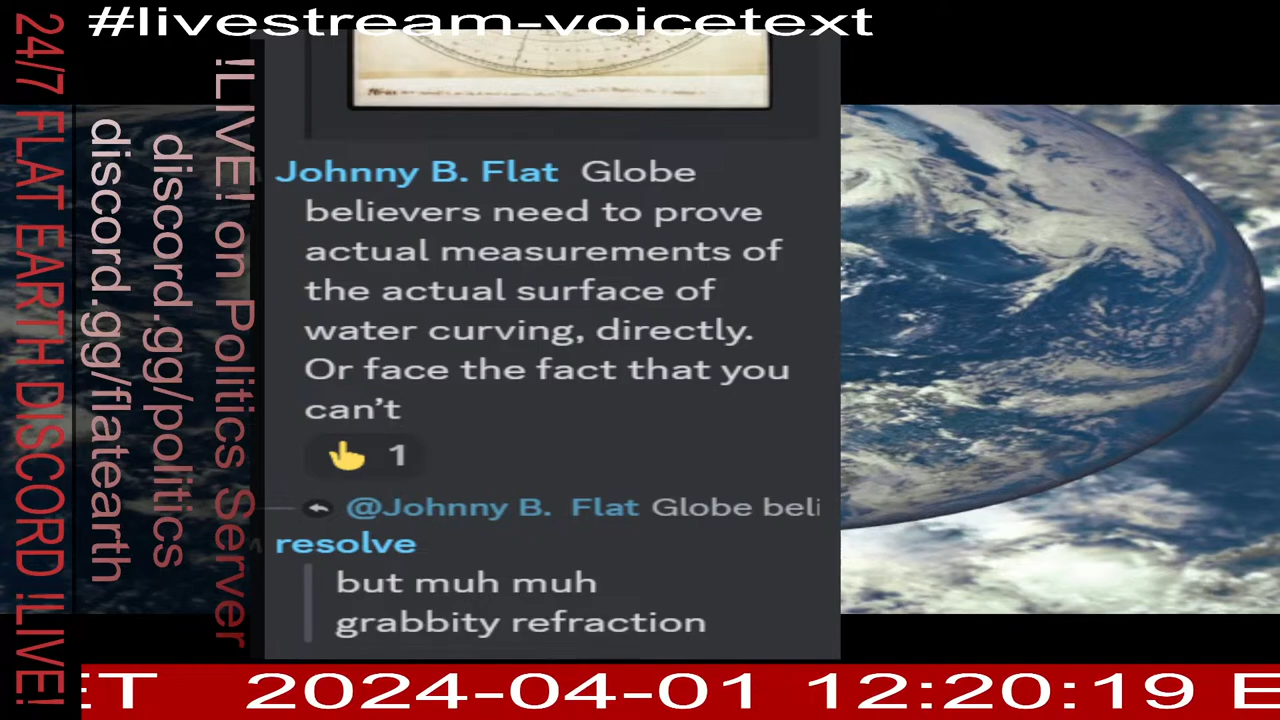 #livestream-voicetext
24/7 FLAT EARTH DISCORD !LIVE!
discord.gg/flatearth
discord.gg/politics
!LIVE! on Politics Server
Johnny B. Flat Globe
believers need to prove
actual measurements of
the actual surface of
water curving, directly.
Or face the fact that you
can't
1
@Johnny B. Flat Globe beli
resolve
but muh muh
grabbity refraction
ET 2024-04-01 12:20:19 E